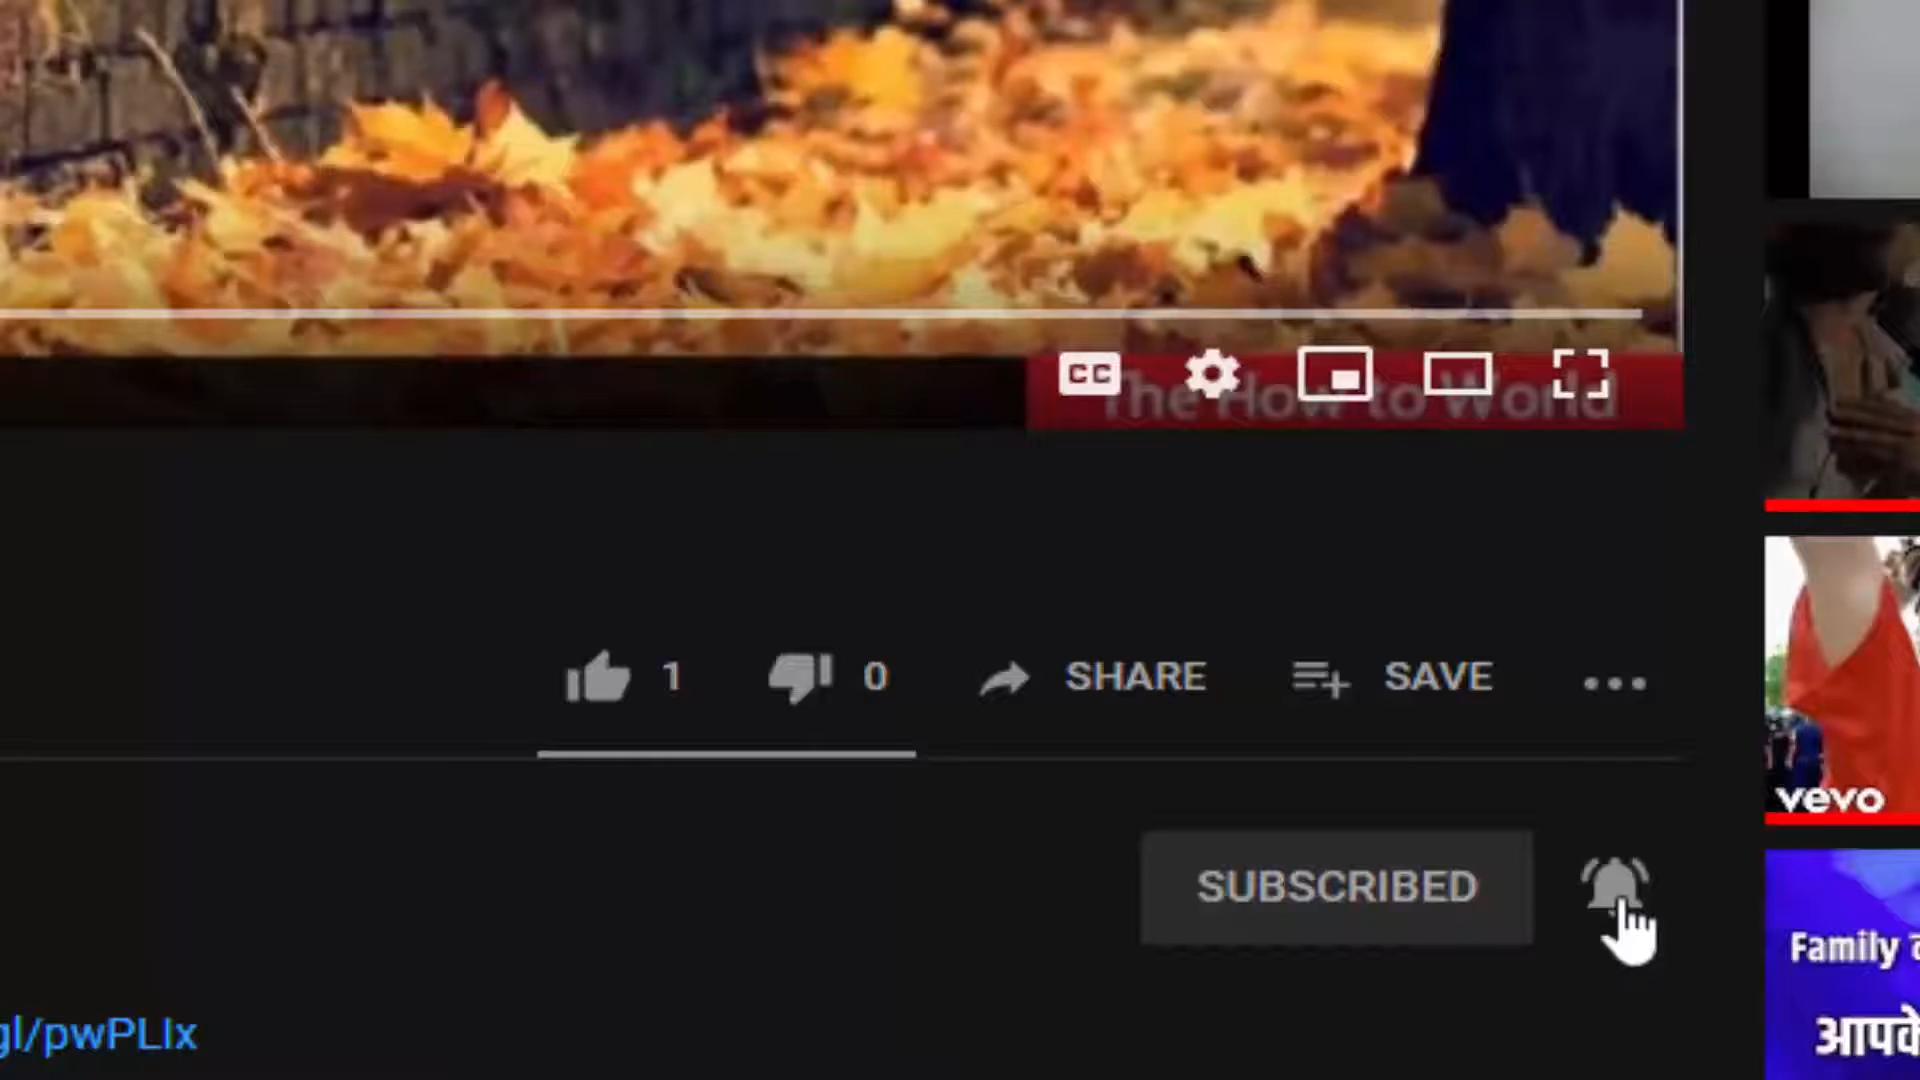 CC
The How to World
1 0 SHARE SAVE
vevo
SUBSCRIBED
Family
gl/pwPLIx
आपके